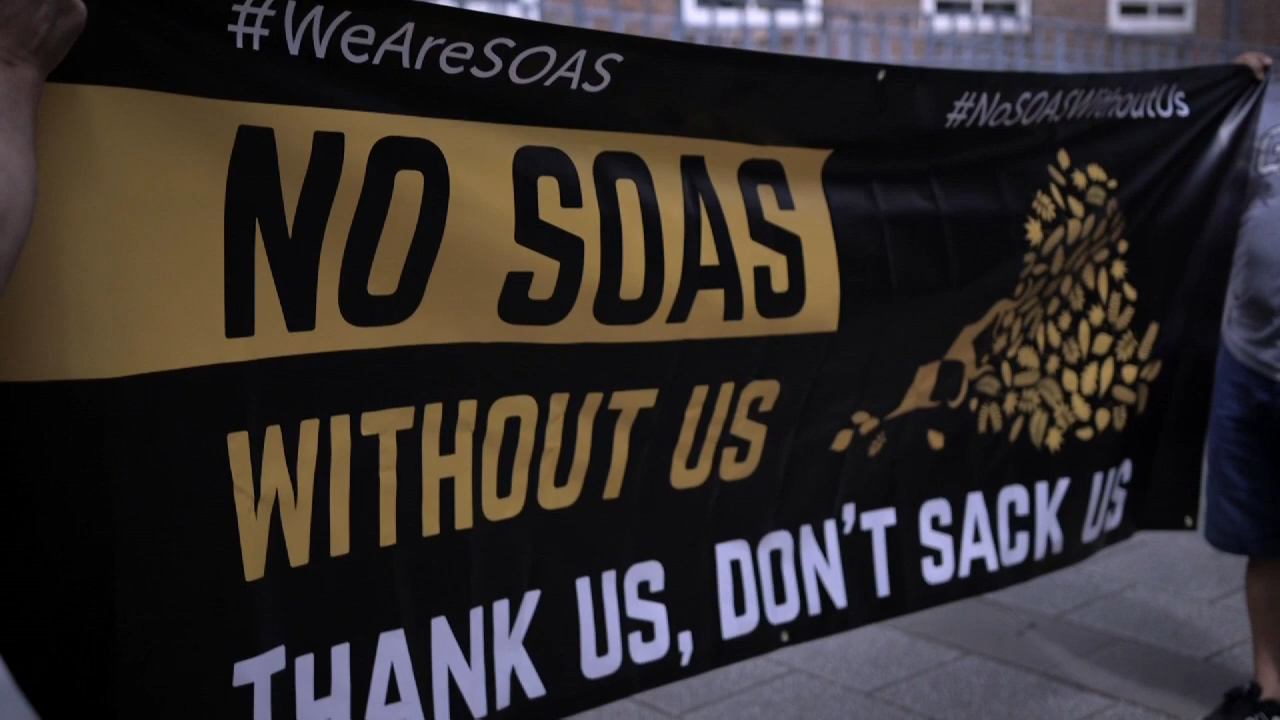 #WeAreSOAS
#NoSOASWithoutUs
NO SOAS
WITHOUT US
THANK US, DON'T SACK US